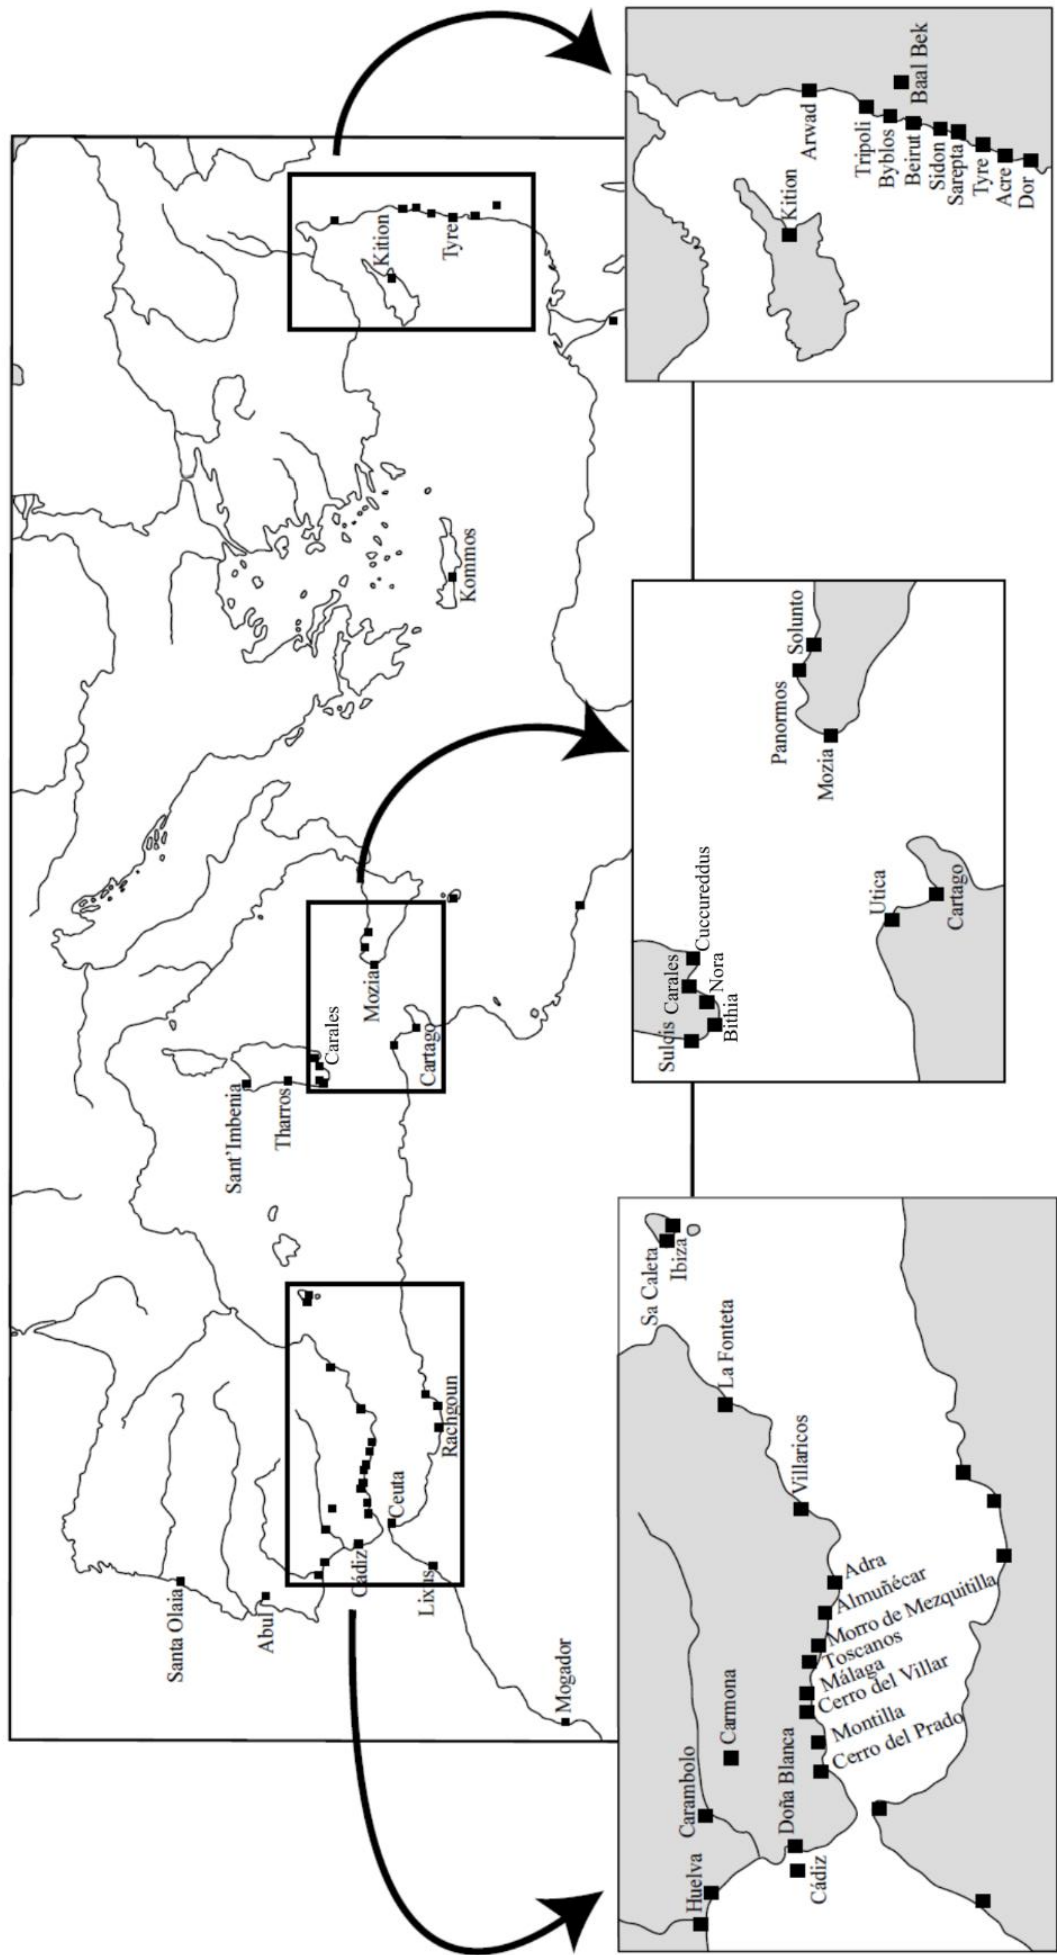 Santa Olaia
Abul
Mogador
Lixus
Cádiz
Ceuta
Rachgoun
Sant'Imbenia
Tharros
Carales
Cartago
Mozia
Kommos
Kition
Tyre
Huelva
Carambolo
Carmona
Cádiz
Doña Blanca
Cerro del Prado
Montilla
Cerro del Villar
Málaga
Toscanos
Morro de Mezquitilla
Almuñécar
Adra
Villaricos
La Fonteta
Sa Caleta
Ibiza
Sulcis
Carales
Cuccureddus
Nora
Bithia
Utica
Cartago
Mozia
Panormos
Solunto
Kition
Arwad
Tripoli
Byblos
Beirut
Baal Bek
Sidon
Sarepta
Tyre
Acre
Dor